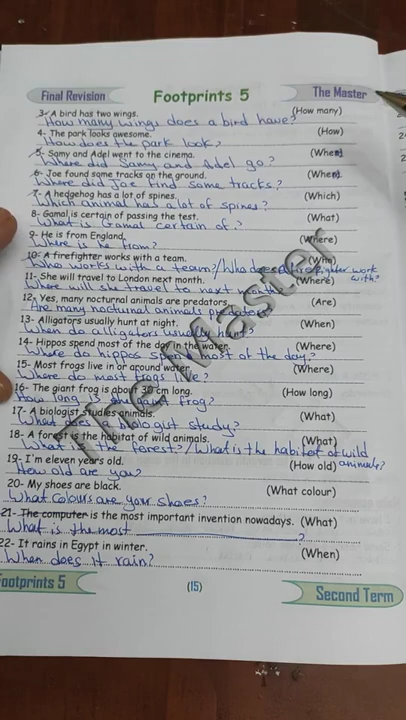 Final Revision Footprints 5 The Master
3- A bird has two wings. (How many)
How many wings does a bird have?
4- The park looks awesome. (How)
How does the park look?
5- Samy and Adel went to the cinema. (Where)
Where did Samy and Adel go?
6- Joe found some tracks on the ground. (Where)
Where did Joe find some tracks?
7- A hedgehog has a lot of spines. (Which)
Which animal has a lot of spines?
8- Gamal is certain of passing the test. (What)
What is Gamal certain of?
9- He is from England. (Where)
Where is he from?
10- A firefighter works with a team. (Who)
works with a team?/Who does firefighter work with?
11- She will travel to London next month. (Where)
Where will she travel to next month?
12- Yes, many nocturnal animals are predators. (Are)
Are many nocturnal animals predators?
13- Alligators usually hunt at night. (When)
When do alligators usually hunt?
14- Hippos spend most of the day in the water. (Where)
Where do hippos spend most of the day?
15- Most frogs live in or around water. (Where)
Where do most frogs live?
16- The giant frog is about 30 cm long. (How long)
How long is the giant frog?
17- A biologist studies animals. (What)
What biologist study?
18- A forest is the habitat of wild animals. (What)
What is the forest?/What is the habitat of wild animals?
19- I'm eleven years old. (How old)
How old are you?
20- My shoes are black. (What colour)
What colours are your shoes?
21- The computer is the most important invention nowadays. (What)
What is the most ?
22- It rains in Egypt in winter. (When)
When does it rain?
Footprints 5 (15) Second Term
The Master